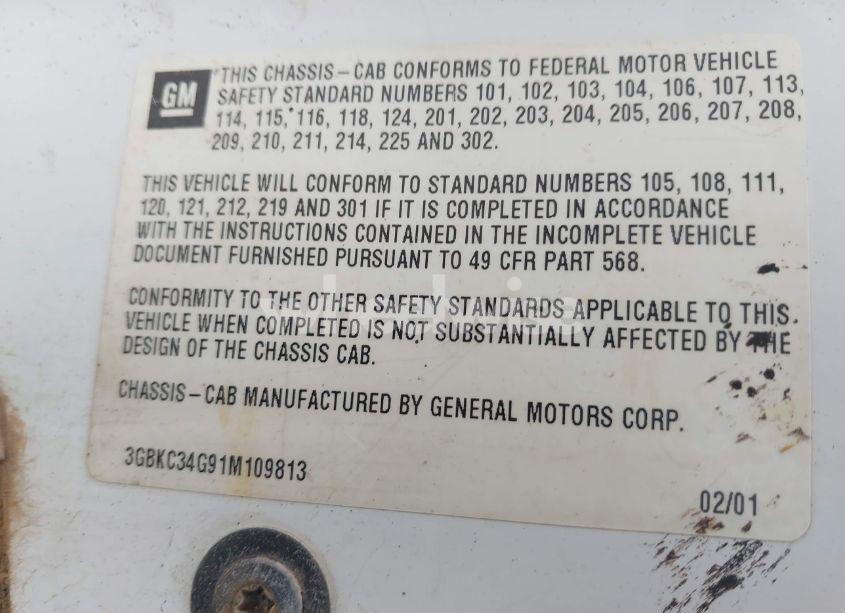 GM
*THIS CHASSIS-CAB CONFORMS TO FEDERAL MOTOR VEHICLE
SAFETY STANDARD NUMBERS 101, 102, 103, 104, 106, 107, 113,
114, 115, 116, 118, 124, 201, 202, 203, 204, 205, 206, 207, 208,
209, 210, 211, 214, 225 AND 302.
THIS VEHICLE WILL CONFORM TO STANDARD NUMBERS 105, 108, 111,
120, 121, 212, 219 AND 301 IF IT IS COMPLETED IN ACCORDANCE
WITH THE INSTRUCTIONS CONTAINED IN THE INCOMPLETE VEHICLE
DOCUMENT FURNISHED PURSUANT TO 49 CFR PART 568.
CONFORMITY TO THE OTHER SAFETY STANDARDS APPLICABLE TO THIS
VEHICLE WHEN COMPLETED IS NOT SUBSTANTIALLY AFFECTED BY THE
DESIGN OF THE CHASSIS CAB.
CHASSIS-CAB MANUFACTURED BY GENERAL MOTORS CORP.
3GBKC34G91M109813
02/01